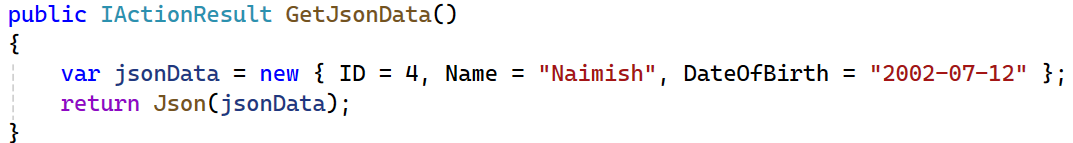 public IActionResult GetJsonData()
{
    var jsonData = new { ID = 4, Name = "Naimish", DateOfBirth = "2002-07-12" };
    return Json(jsonData);
}